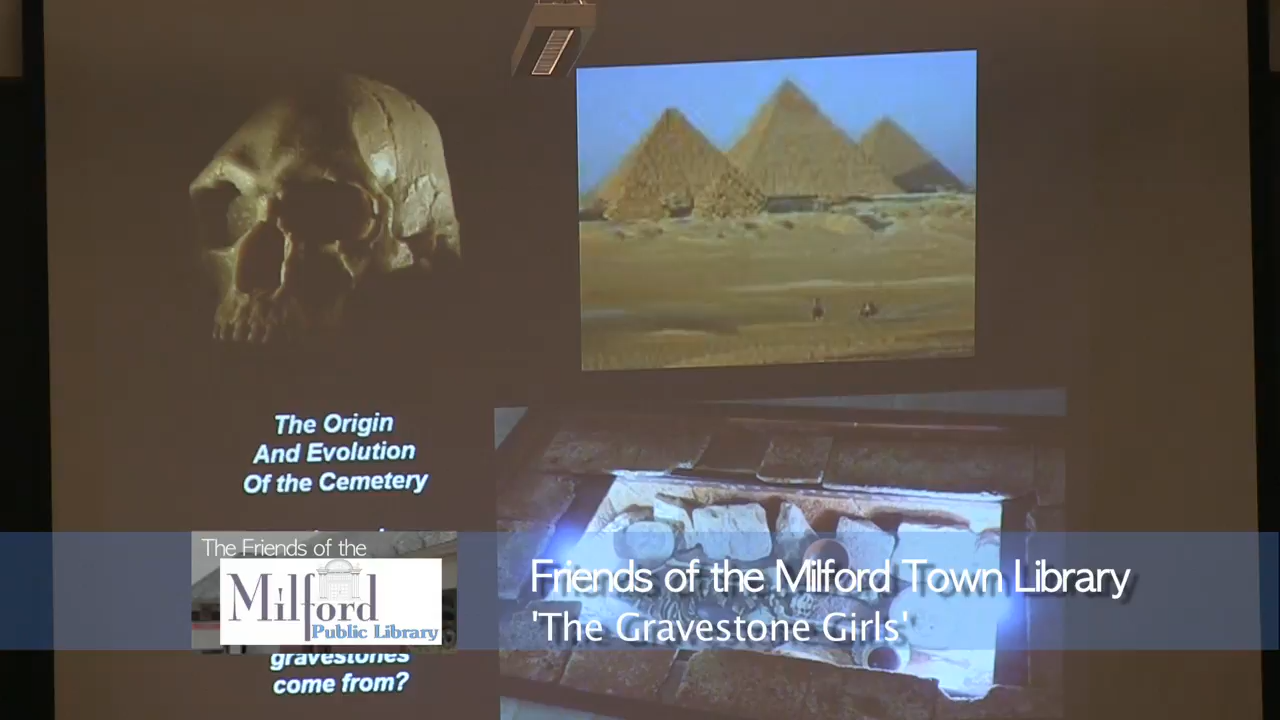 The Origin
And Evolution
Of the Cemetery
The Friends of the
Milford
Public Library
Friends of the Milford Town Library
'The Gravestone Girls'
gravestones
come from?